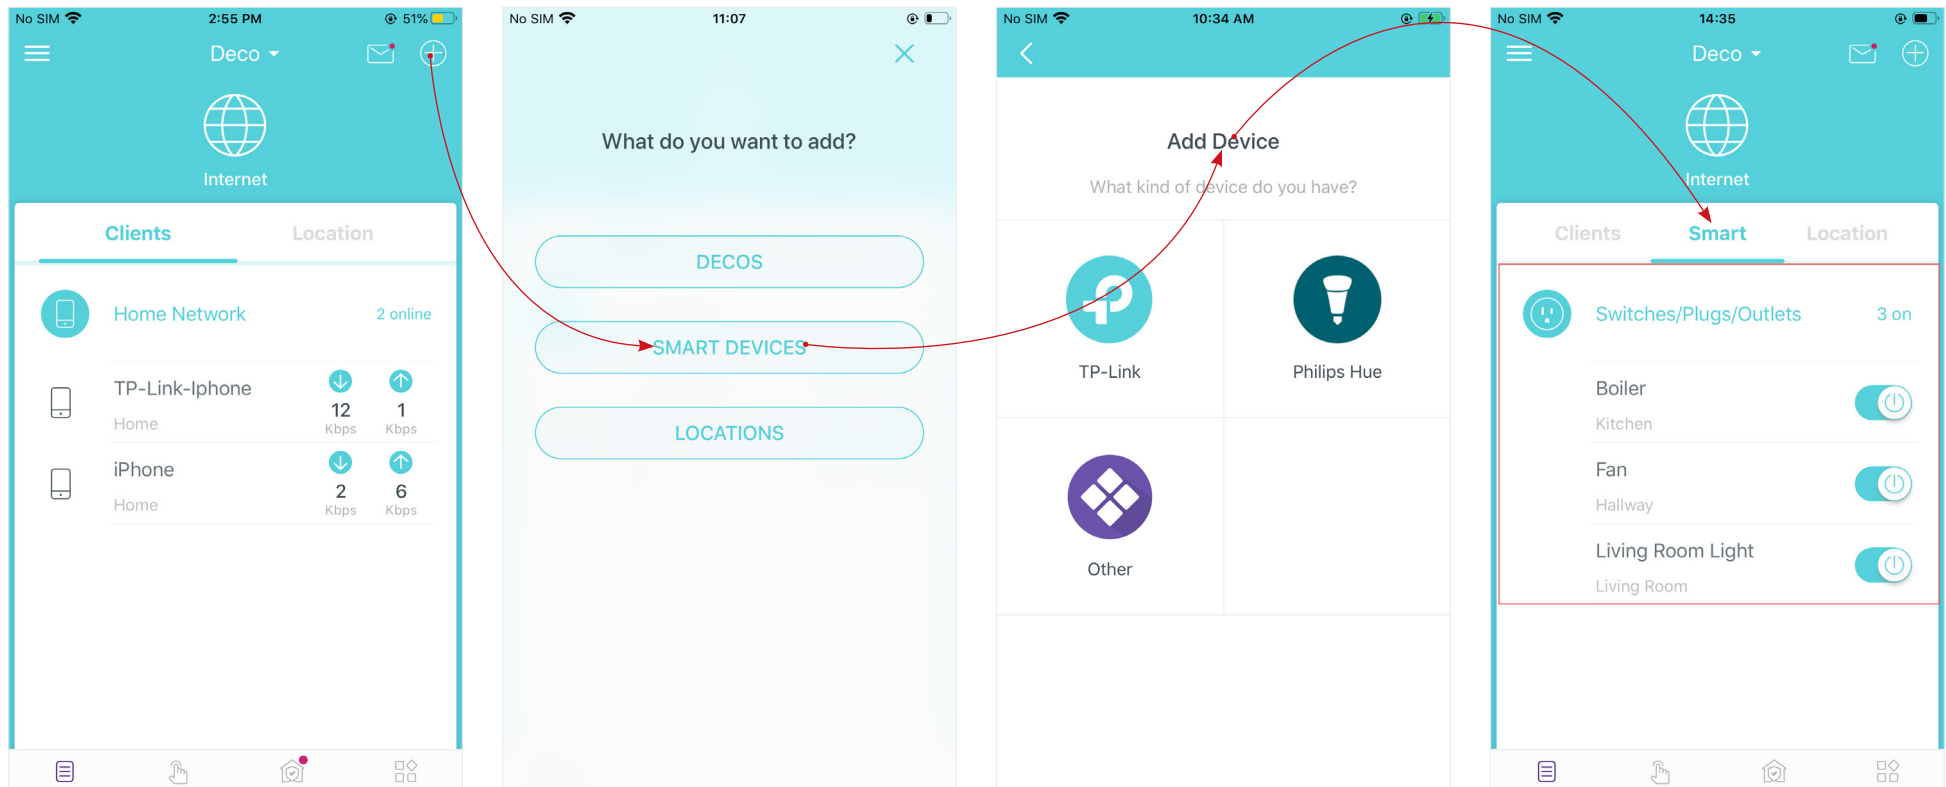 No SIM 2:55 PM 51%
Deco
Internet
Clients Location
Home Network 2 online
TP-Link-Iphone 12 1
Home Kbps Kbps
iPhone 2 6
Home Kbps Kbps
No SIM 11:07
What do you want to add?
DECOS
SMART DEVICES
LOCATIONS
No SIM 10:34 AM
Add Device
What kind of device do you have?
TP-Link Philips Hue
Other
No SIM 14:35
Deco
Internet
Clients Smart Location
Switches/Plugs/Outlets 3 on
Boiler
Kitchen
Fan
Hallway
Living Room Light
Living Room